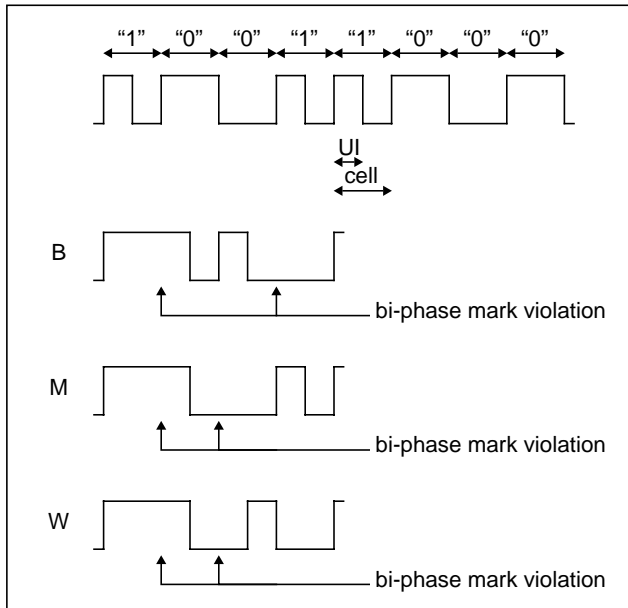 “1” “0” “0” “1” “1” “0” “0” “0”
UI
cell
B
bi-phase mark violation
M
bi-phase mark violation
W
bi-phase mark violation